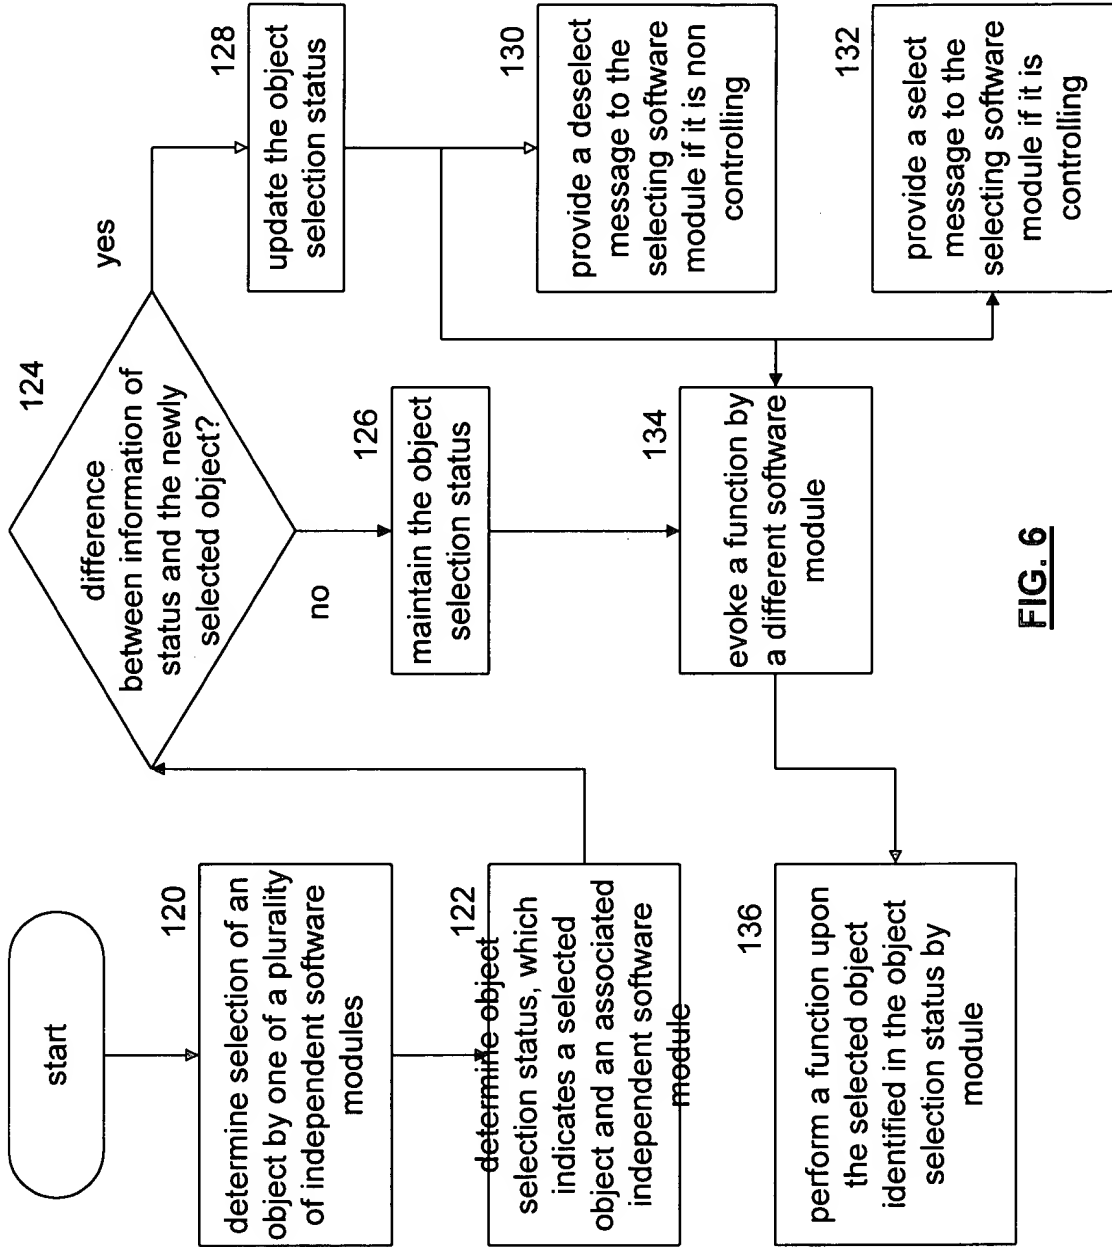 start
120
determine selection of an
object by one of a plurality
of independent software
modules
122
determine object
selection status, which
indicates a selected
object and an associated
independent software
module
124
difference
between information of
status and the newly
selected object?
yes
no
126
maintain the object
selection status
128
update the object
selection status
130
provide a deselect
message to the
selecting software
module if it is non
controlling
132
provide a select
message to the
selecting software
module if it is
controlling
134
evoke a function by
a different software
module
136
perform a function upon
the selected object
identified in the object
selection status by
module
FIG. 6